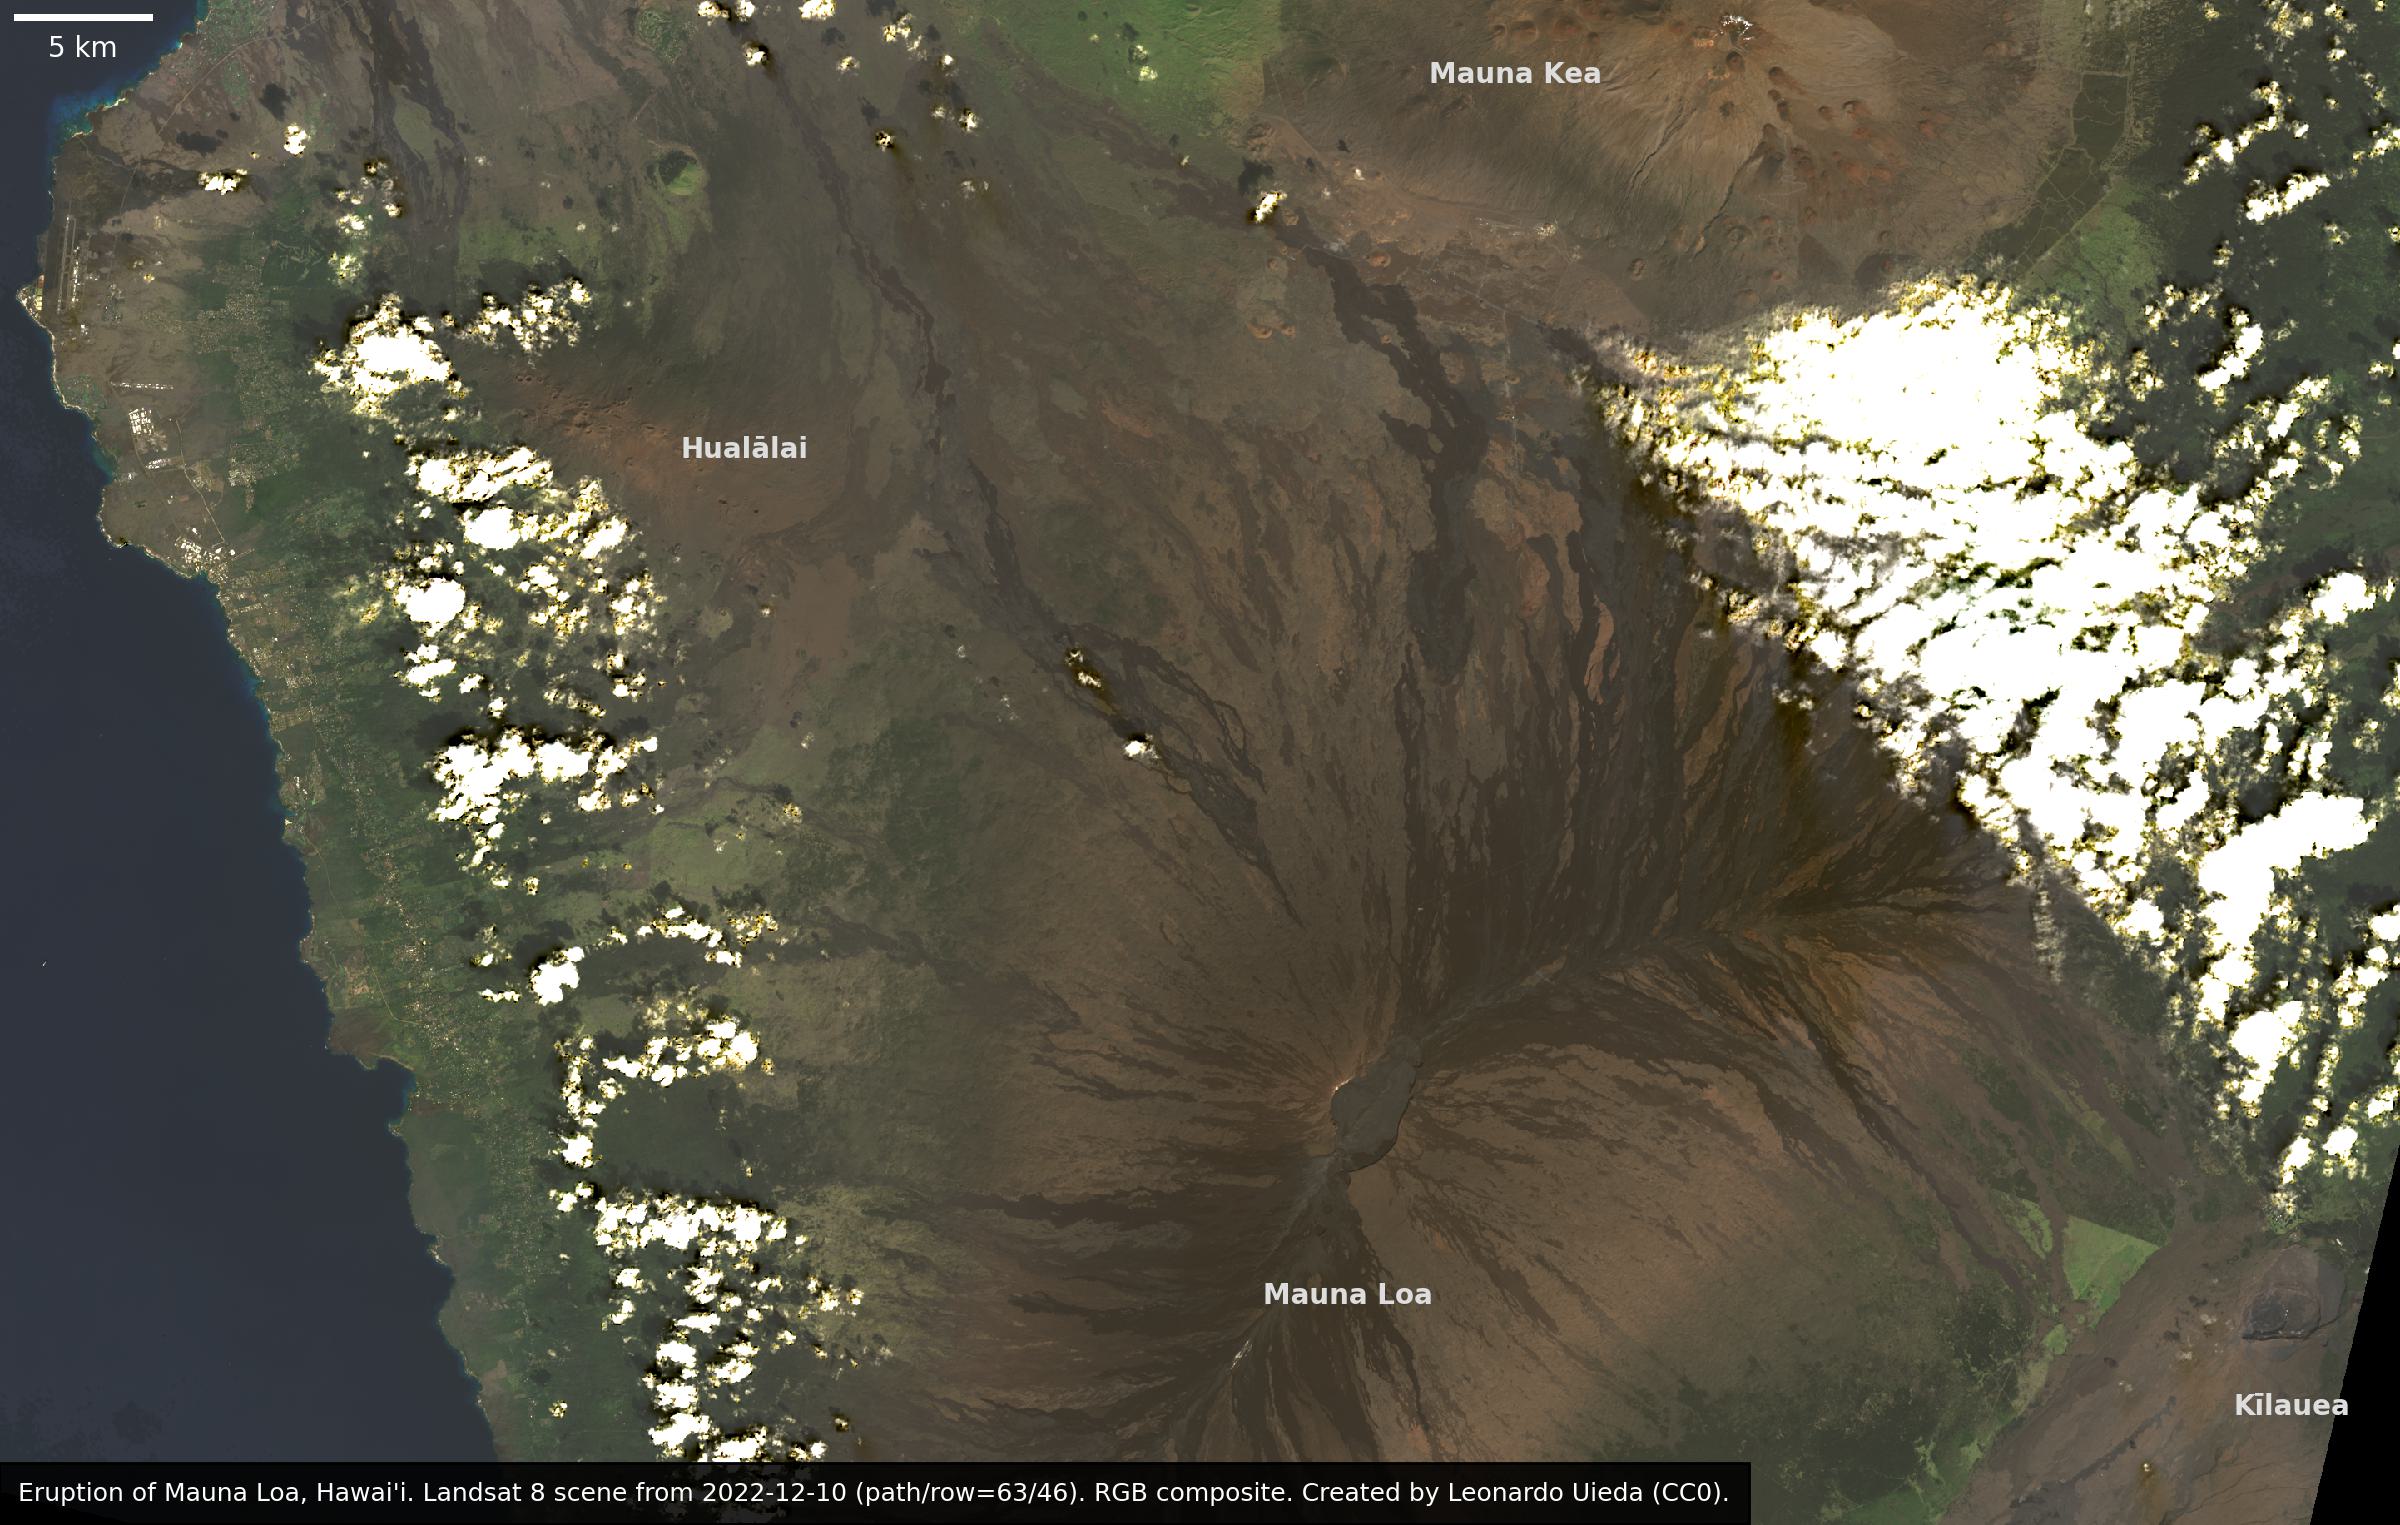 5 km
Mauna Kea
Hualālai
Mauna Loa
Kīlauea
Eruption of Mauna Loa, Hawai'i. Landsat 8 scene from 2022-12-10 (path/row=63/46). RGB composite. Created by Leonardo Uieda (CC0).